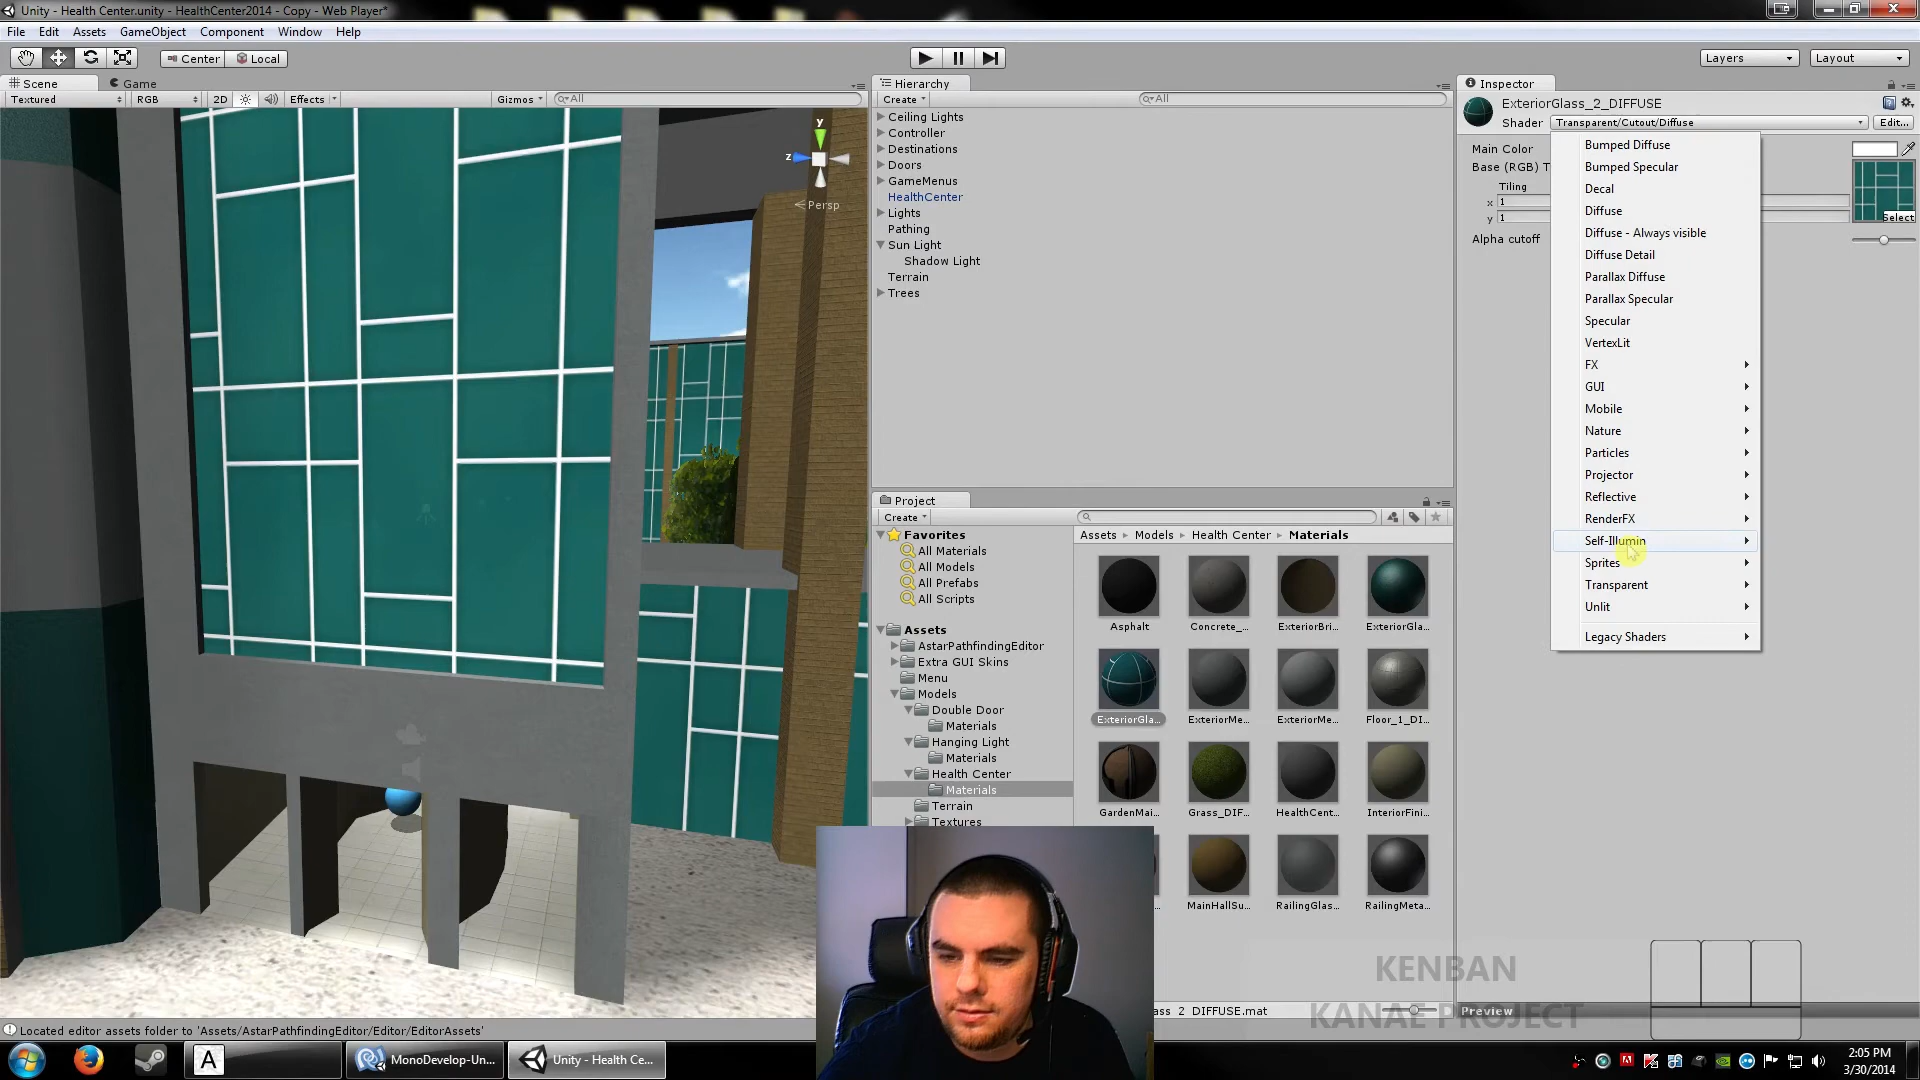 Unity - Health Center.unity - HealthCenter2014 - Copy - Web Player*
File Edit Assets GameObject Component Window Help
Center Local Layers Layout
Scene Game
Textured RGB 2D Effects Gizmos All
y
z
Persp
Hierarchy
Create All
Ceiling Lights
Controller
Destinations
Doors
GameMenus
HealthCenter
Lights
Pathing
Sun Light
Shadow Light
Terrain
Trees
Project
Create
Favorites
All Materials
All Models
All Prefabs
All Scripts
Assets
AstarPathfindingEditor
Extra GUI Skins
Menu
Models
Double Door
Materials
Hanging Light
Materials
Health Center
Materials
Terrain
Textures
Assets Models Health Center Materials
Asphalt Concrete_... ExteriorBri... ExteriorGla...
ExteriorGla... ExteriorMe... ExteriorMe... Floor_1_DI...
GardenMai... Grass_DIF... HealthCent... InteriorFini...
MainHallSu... RailingGlas... RailingMeta...
ss_2_DIFFUSE.mat
Inspector
ExteriorGlass_2_DIFFUSE
Shader Transparent/Cutout/Diffuse Edit...
Main Color
Base (RGB) T
Tiling
x 1
y 1
Select
Alpha cutoff
Bumped Diffuse
Bumped Specular
Decal
Diffuse
Diffuse - Always visible
Diffuse Detail
Parallax Diffuse
Parallax Specular
Specular
VertexLit
FX
GUI
Mobile
Nature
Particles
Projector
Reflective
RenderFX
Self-Illumin
Sprites
Transparent
Unlit
Legacy Shaders
KENBAN
KANAE PROJECT
Preview
Located editor assets folder to 'Assets/AstarPathfindingEditor/Editor/EditorAssets'
A
MonoDevelop-Un...
Unity - Health Ce...
2:05 PM
3/30/2014